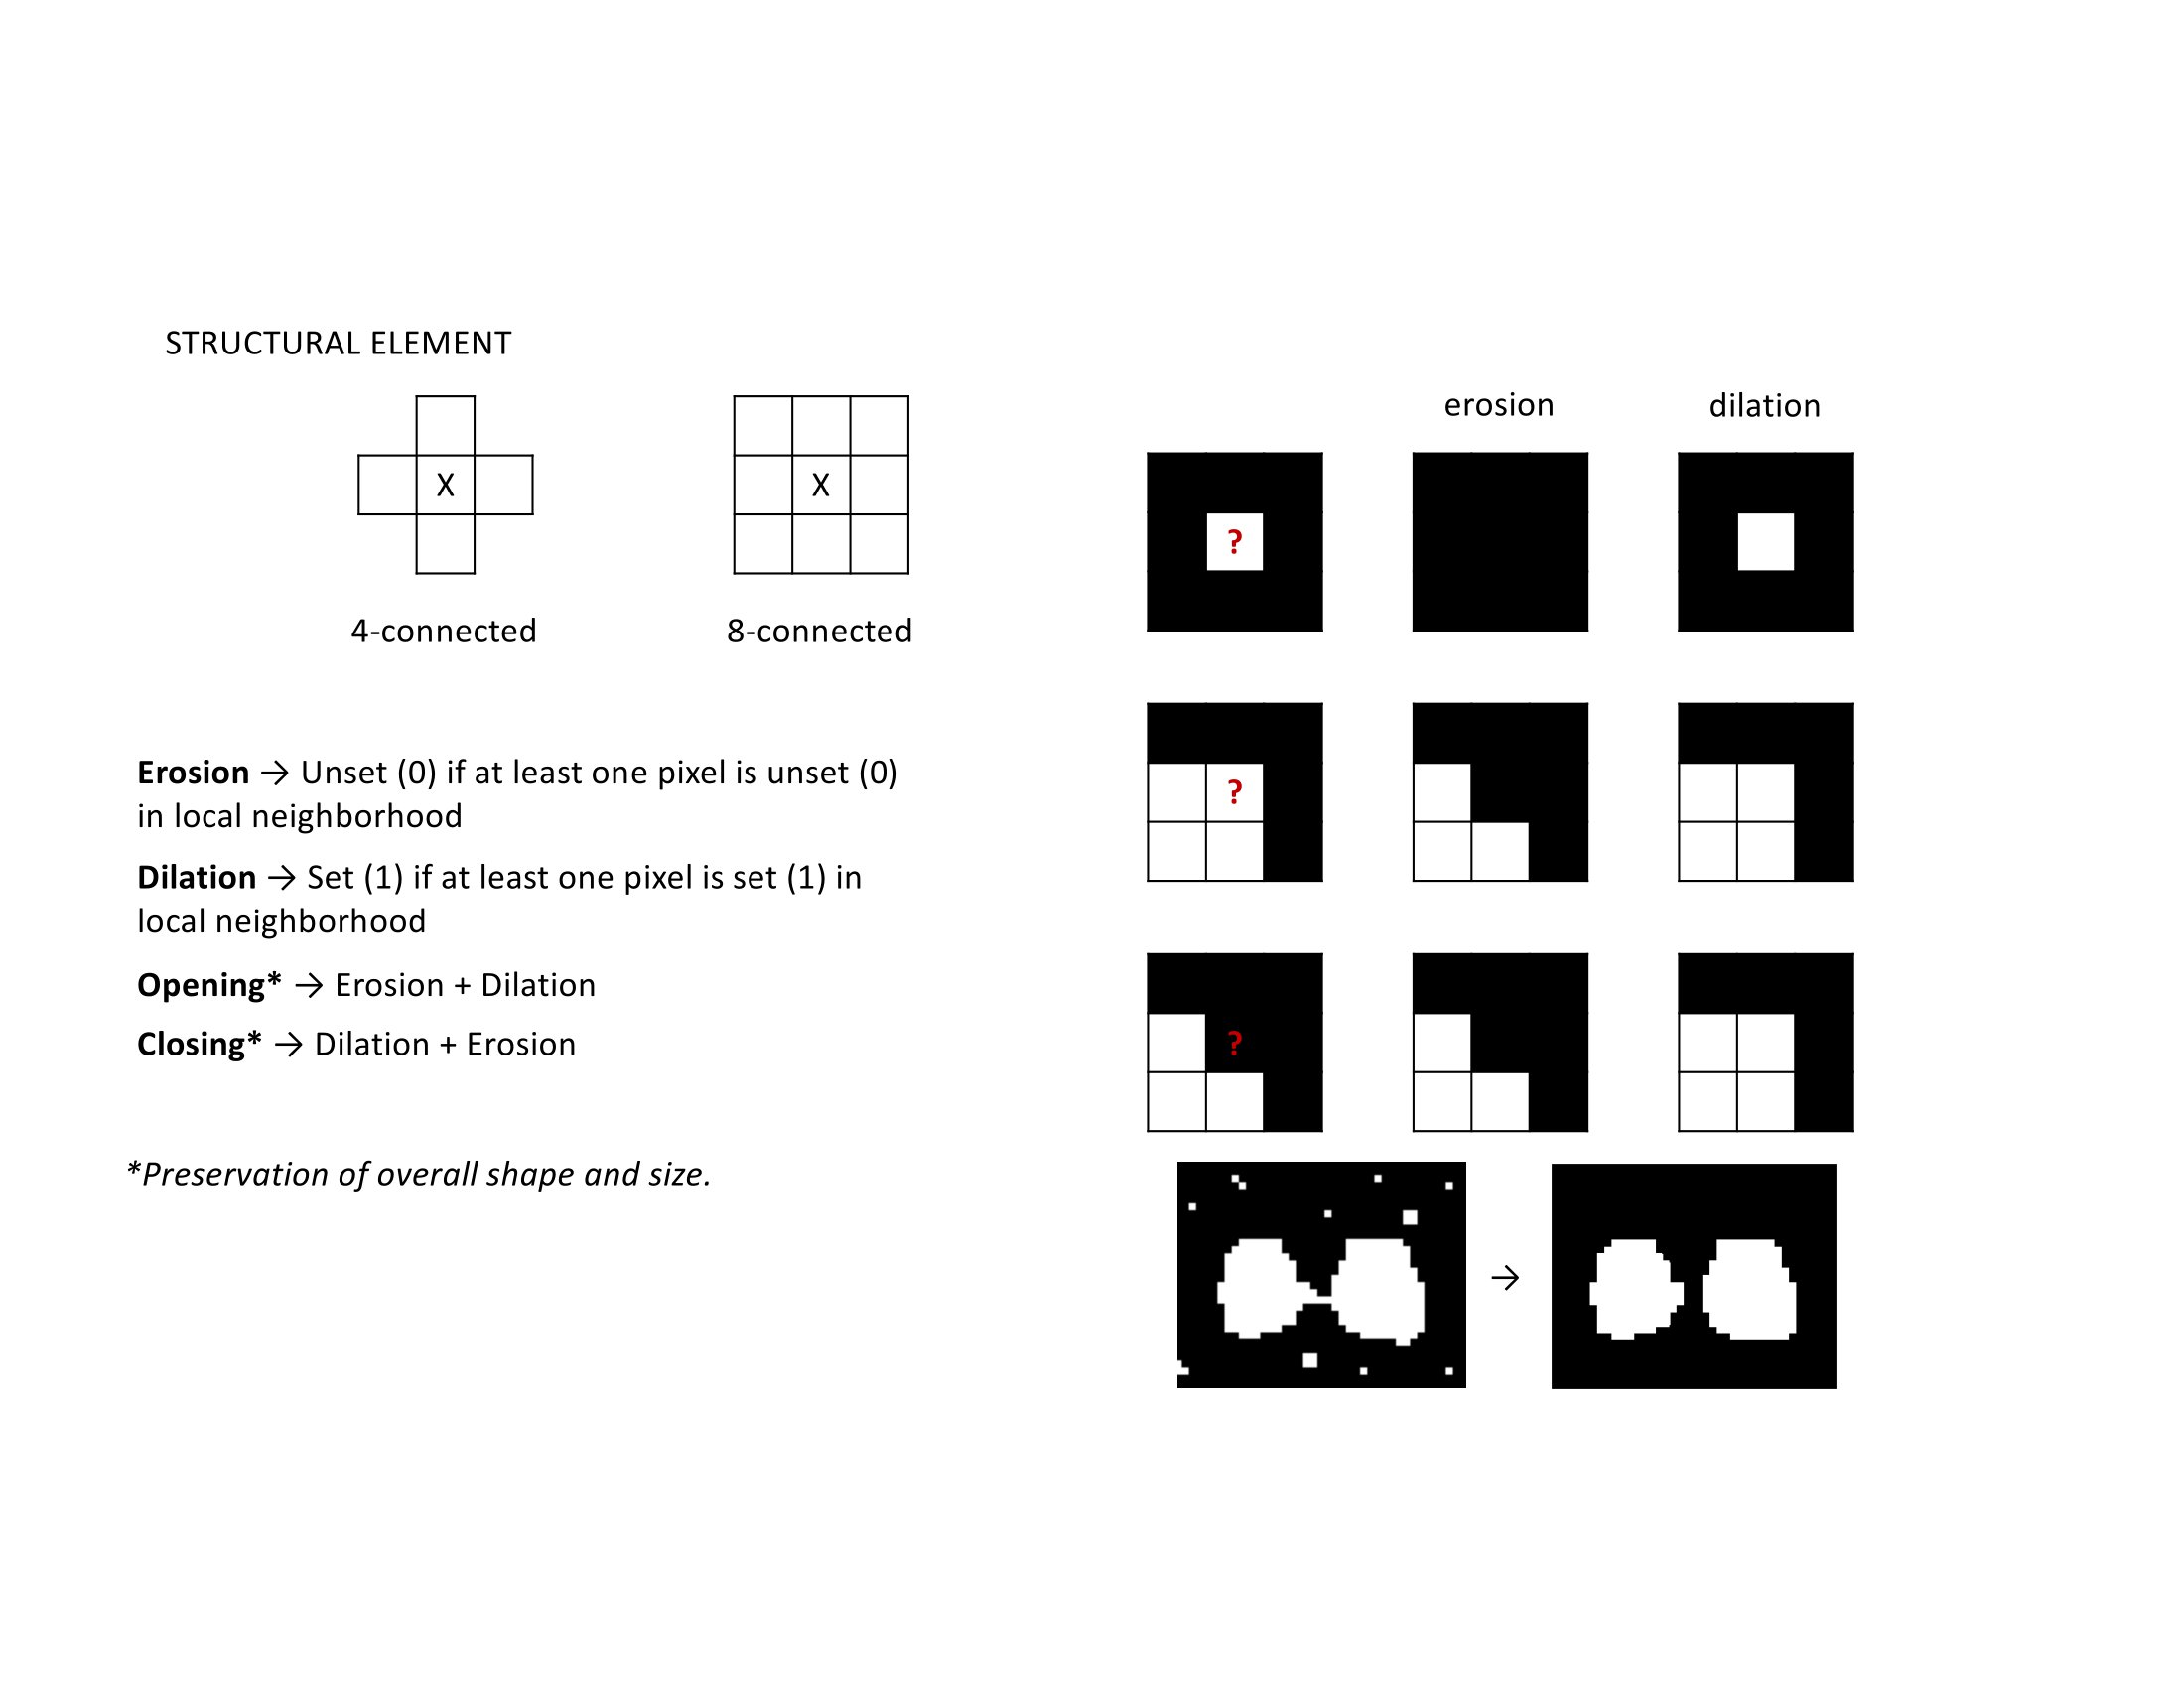 STRUCTURAL ELEMENT
X
X
4-connected
8-connected
Erosion → Unset (0) if at least one pixel is unset (0)
in local neighborhood
Dilation → Set (1) if at least one pixel is set (1) in
local neighborhood
Opening* → Erosion + Dilation
Closing* → Dilation + Erosion
*Preservation of overall shape and size.
erosion
dilation
?
?
?
→